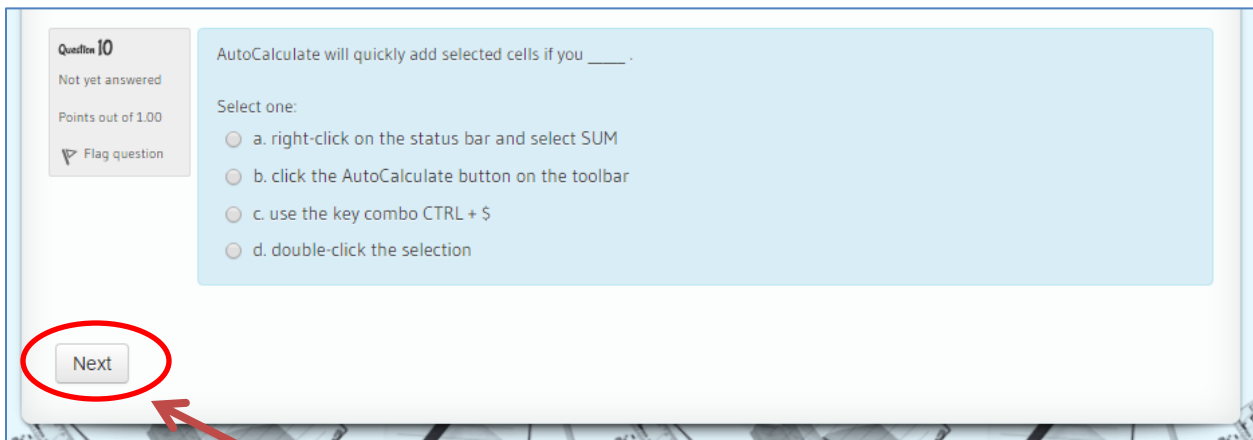 Question 10
Not yet answered
Points out of 1.00
Flag question
AutoCalculate will quickly add selected cells if you ____ .
Select one:
a. right-click on the status bar and select SUM
b. click the AutoCalculate button on the toolbar
c. use the key combo CTRL + $
d. double-click the selection
Next